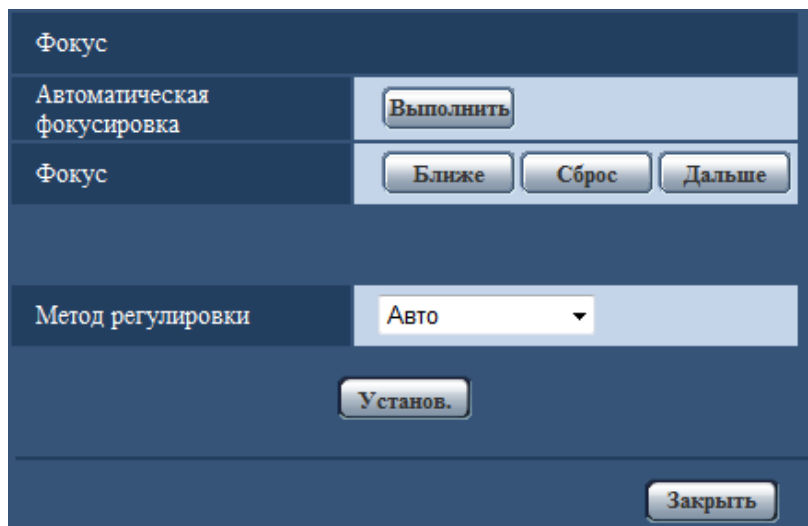 Фокус
Автоматическая
фокусировка
Выполнить
Фокус
Ближе Сброс Дальше
Метод регулировки
Авто
Установ.
Закрыть